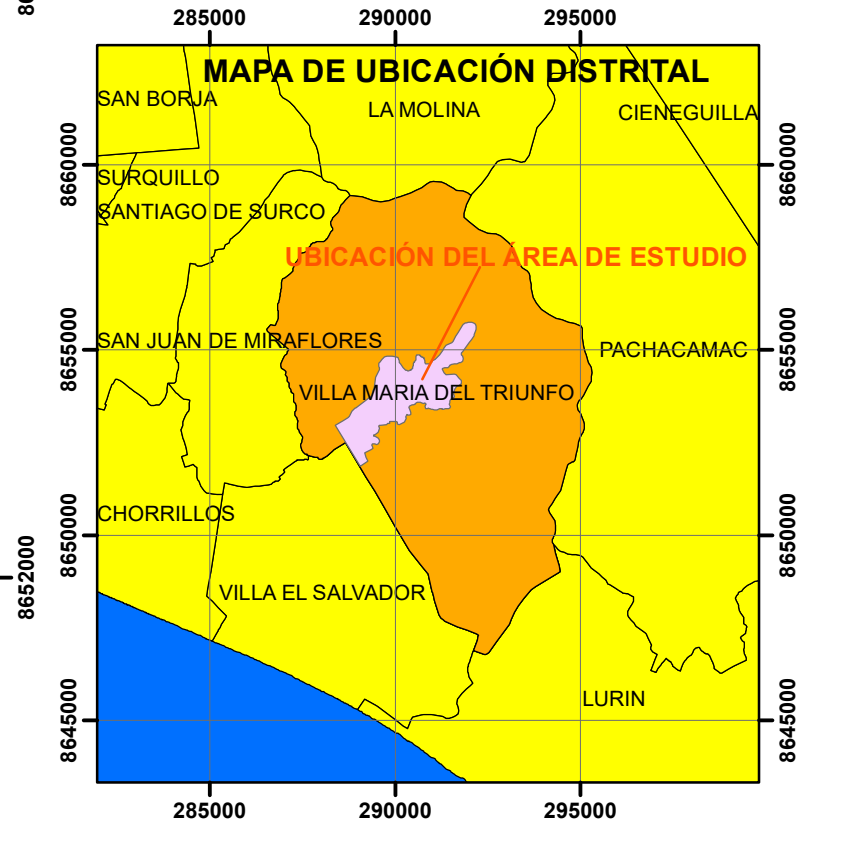 285000 290000 295000
MAPA DE UBICACIÓN DISTRITAL
SAN BORJA
LA MOLINA
CIENEGUILLA
8660000
8660000
SURQUILLO
SANTIAGO DE SURCO
UBICACIÓN DEL ÁREA DE ESTUDIO
SAN JUAN DE MIRAFLORES
PACHACAMAC
8655000
8655000
VILLA MARIA DEL TRIUNFO
CHORRILLOS
8650000
8650000
8652000
VILLA EL SALVADOR
LURIN
8645000
8645000
285000 290000 295000